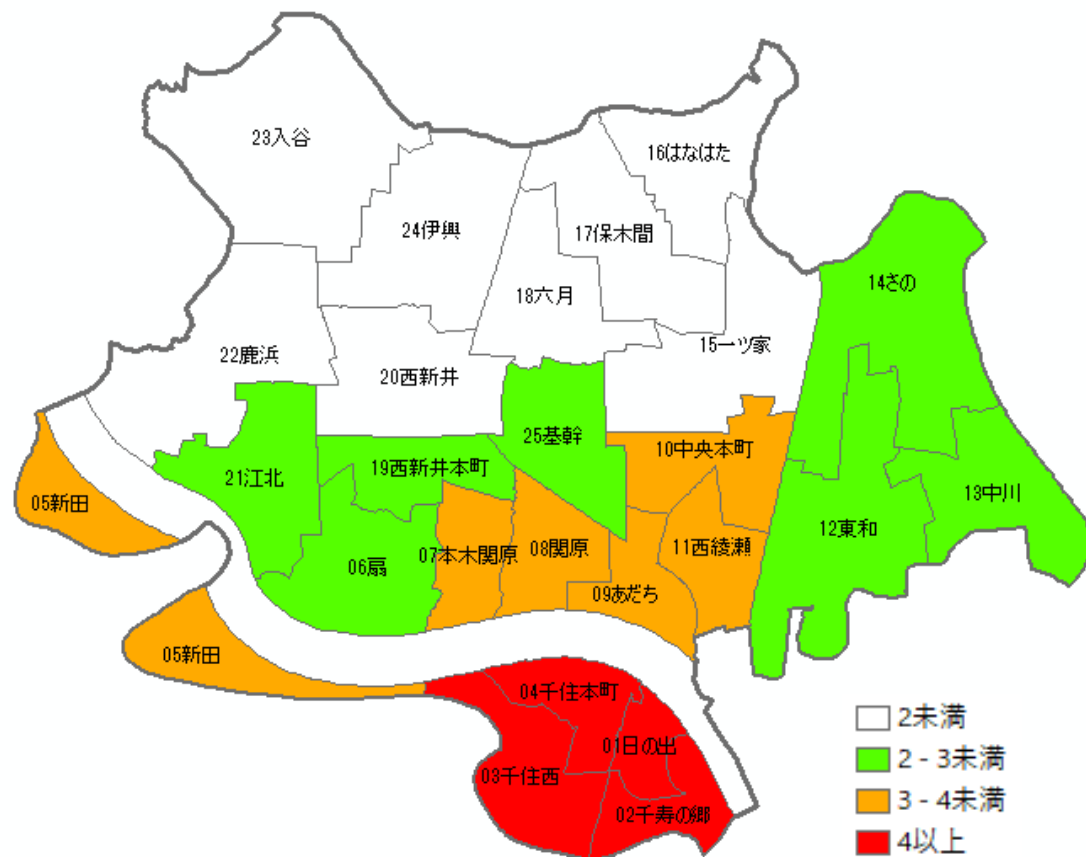 23入谷
16はなはた
24伊興
17保木間
14さの
18六月
15一ツ家
22鹿浜
20西新井
25基幹
10中央本町
19西新井本町
21江北
05新田
13中川
12東和
11西綾瀬
08関原
07本木関原
06扇
09あだち
05新田
04千住本町
01日の出
03千住西
02千寿の郷
2未満
2 - 3未満
3 - 4未満
4以上